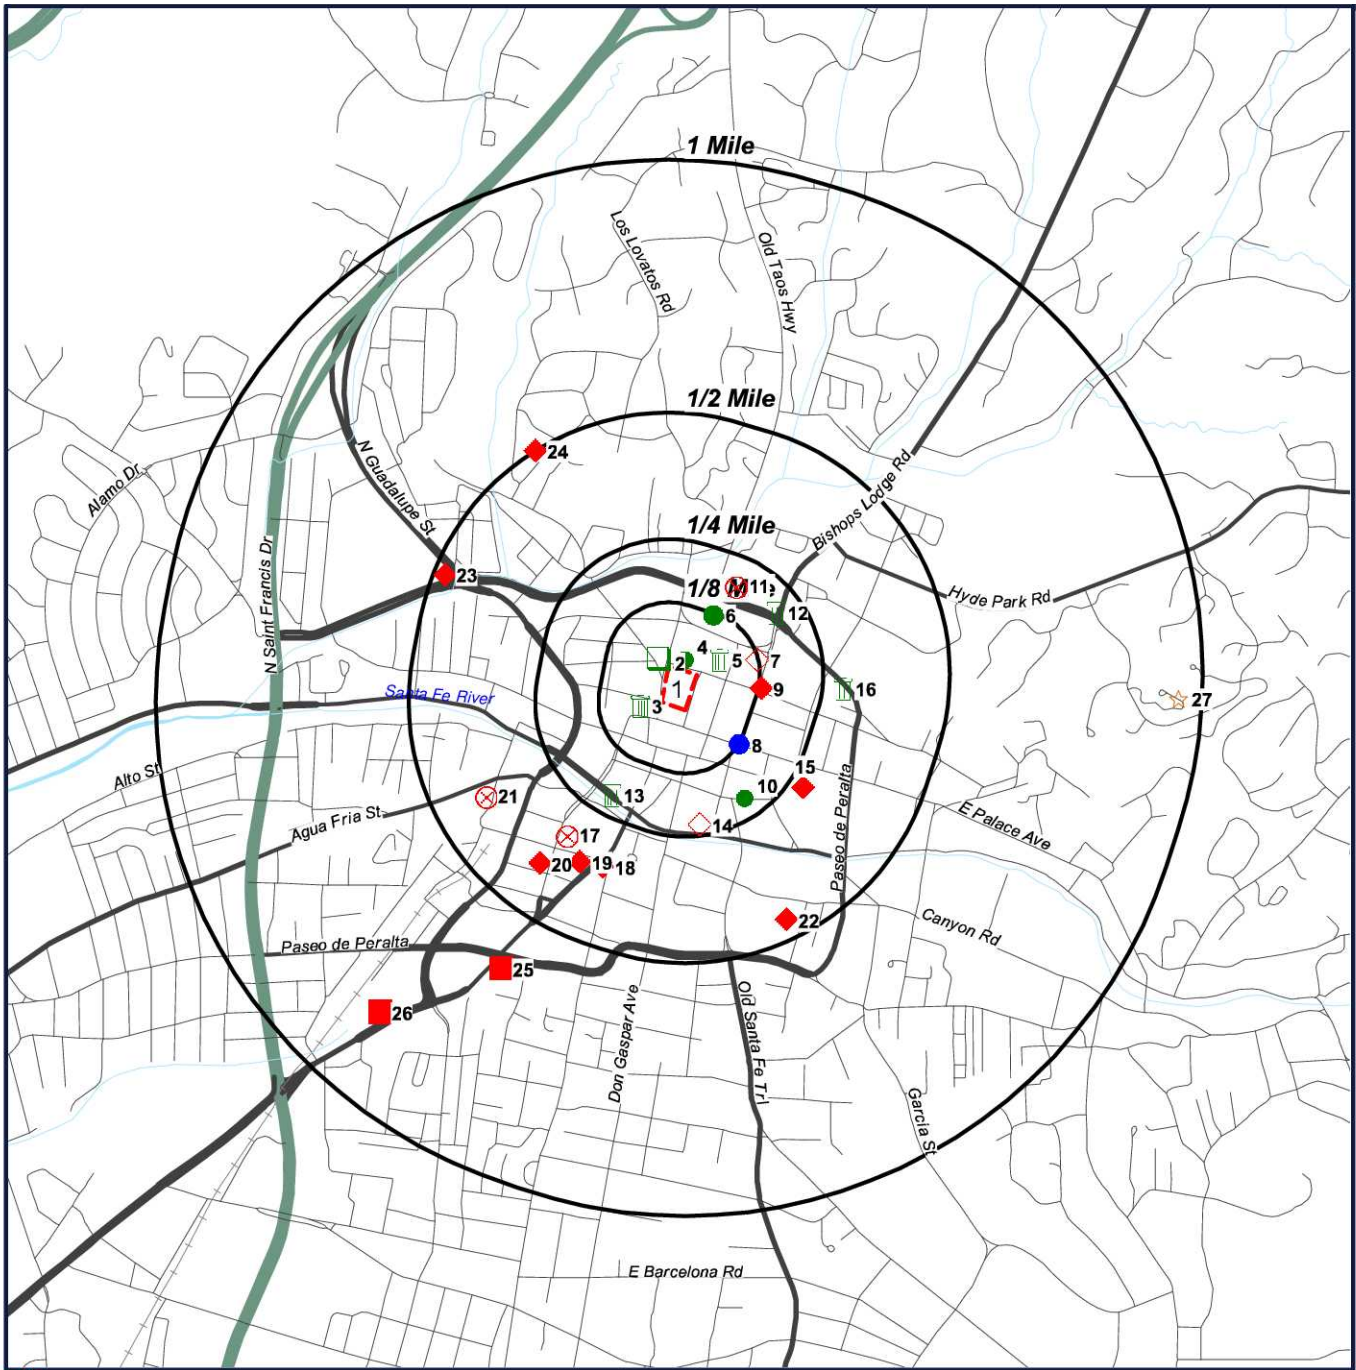 1 Mile
Los Lovatos Rd
Old Taos Hwy
1/2 Mile
Bishops Lodge Rd
24
N Guadalupe St
Alamo Dr
1/4 Mile
N Saint Francis Dr
23
1/8 M
11
Hyde Park Rd
12
6
4
2
5
7
1
9
16
27
Santa Fe River
3
8
15
Alto St
10
13
21
Agua Fria St
14
E Palace Ave
17
Paseo de Peralta
20
19
18
22
Canyon Rd
Paseo de Peralta
25
26
Don Gaspar Ave
Old Santa Fe Trl
Garcia St
E Barcelona Rd